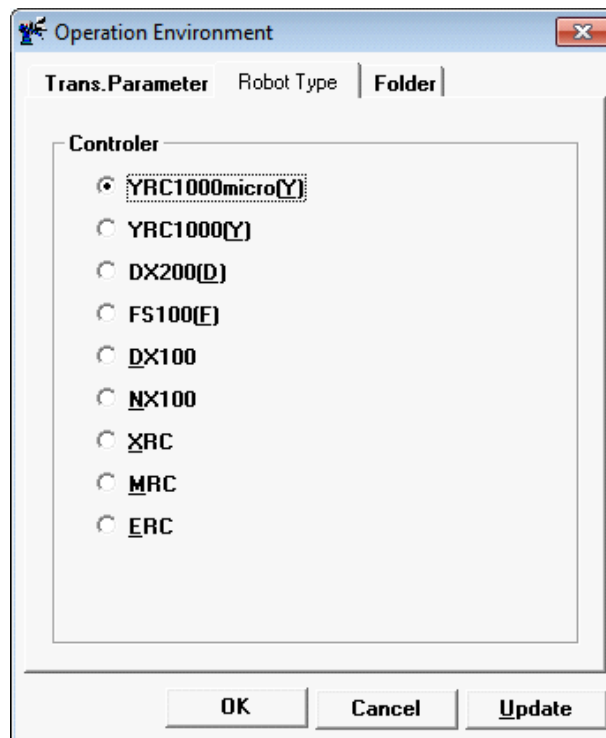 Operation Environment
Trans.Parameter Robot Type Folder
Controler
YRC1000micro(Y)
YRC1000(Y)
DX200(D)
FS100(F)
DX100
NX100
XRC
MRC
ERC
OK Cancel Update